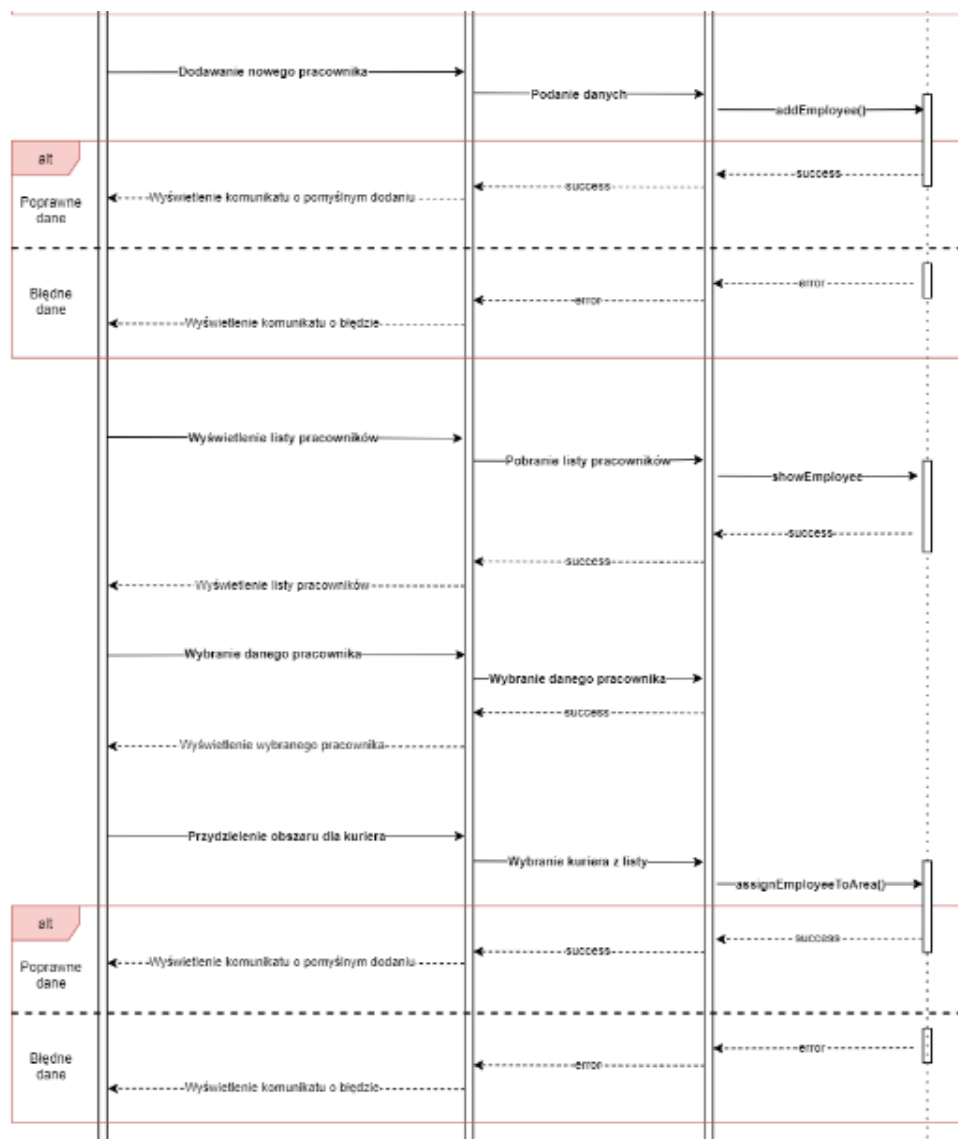 Dodawanie nowego pracownika
Podanie danych
addEmployee()
alt
success
success
Wyświetlenie komunikatu o pomyślnym dodaniu
Poprawne
dane
error
Błędne
dane
error
Wyświetlenie komunikatu o błędzie
Wyświetlenie listy pracowników
Pobranie listy pracowników
showEmployee
success
success
Wyświetlenie listy pracowników
Wybranie danego pracownika
Wybranie danego pracownika
success
Wyświetlenie wybranego pracownika
Przydzielenie obszaru dla kuriera
Wybranie kuriera z listy
assignEmployeeToArea()
alt
success
success
Wyświetlenie komunikatu o pomyślnym dodaniu
Poprawne
dane
error
Błędne
dane
error
Wyświetlenie komunikatu o błędzie